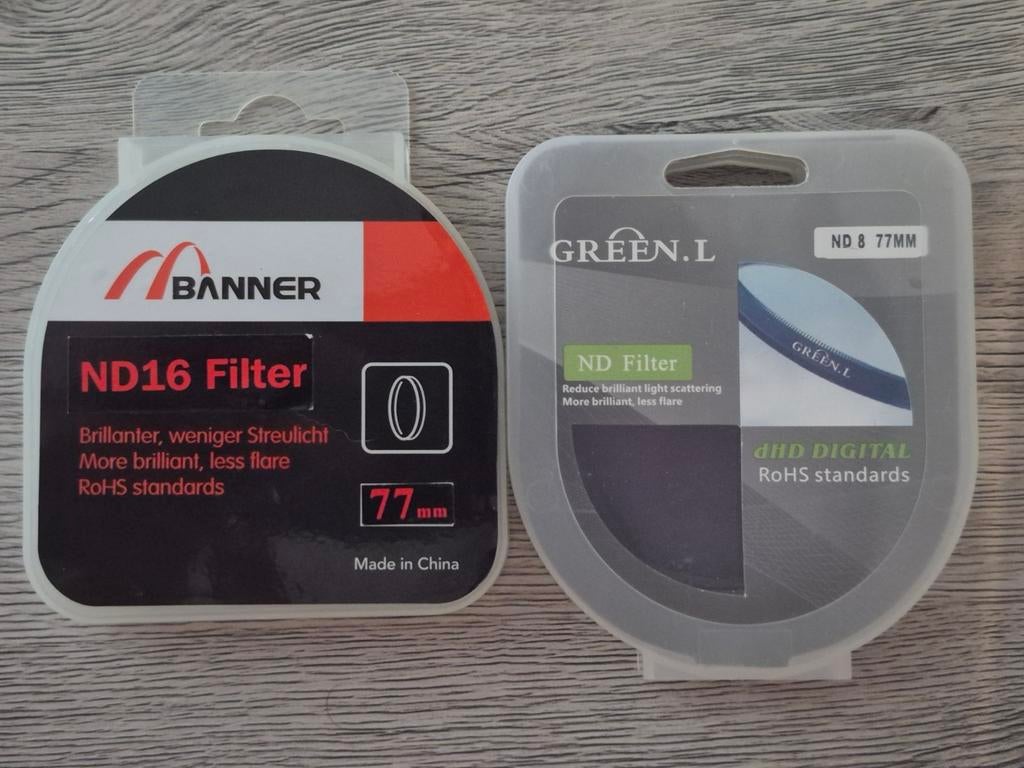 BANNER
ND16 Filter
Brillanter, weniger Streulicht
More brilliant, less flare
RoHS standards
77mm
Made in China
GREEN.L
ND 8 77MM
GREEN.L
ND Filter
Reduce brilliant light scattering
More brilliant, less flare
dHD DIGITAL
RoHS standards